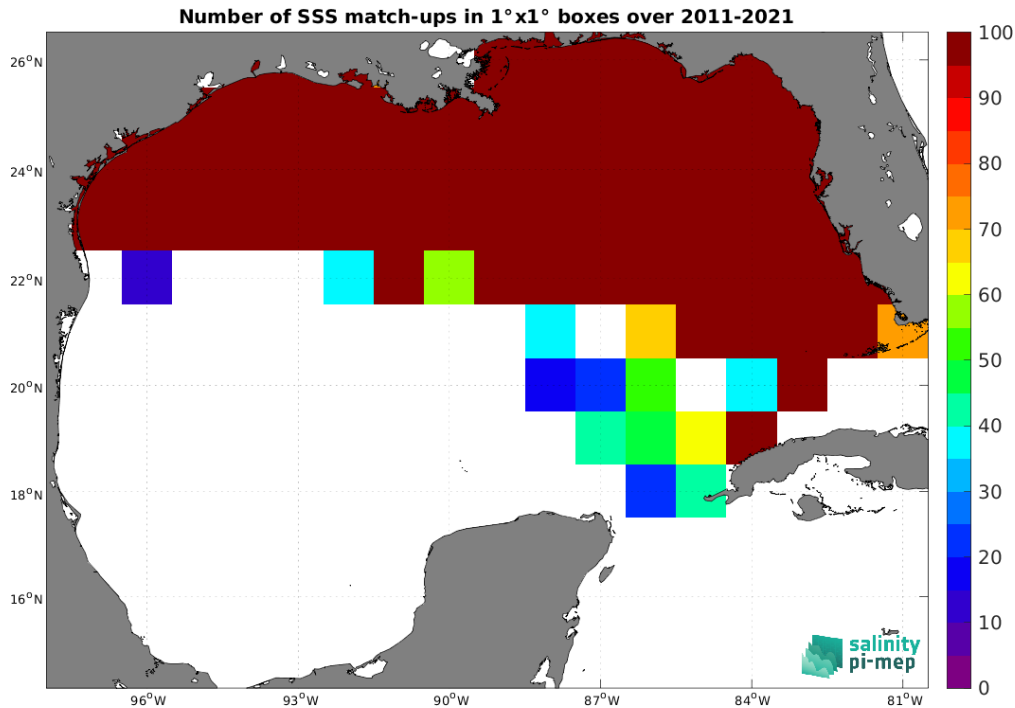 Number of SSS match-ups in 1°x1° boxes over 2011-2021
26°N
24°N
22°N
20°N
18°N
16°N
96°W
93°W
90°W
87°W
84°W
81°W
100
90
80
70
60
50
40
30
20
10
0
salinity
pi-mep